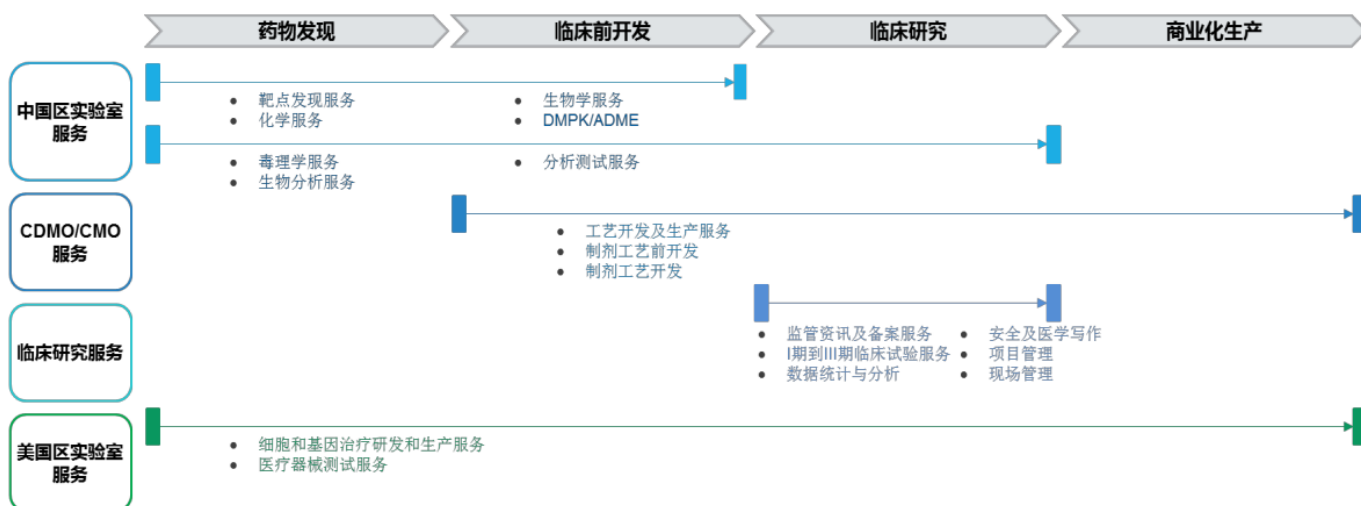 药物发现
临床前开发
临床研究
商业化生产
中国区实验室
服务
• 靶点发现服务
• 化学服务
• 生物学服务
• DMPK/ADME
• 毒理学服务
• 生物分析服务
• 分析测试服务
CDMO/CMO
服务
• 工艺开发及生产服务
• 制剂工艺前开发
• 制剂工艺开发
临床研究服务
• 监管资讯及备案服务
• I期到III期临床试验服务
• 数据统计与分析
• 安全及医学写作
• 项目管理
• 现场管理
美国区实验室
服务
• 细胞和基因治疗研发和生产服务
• 医疗器械测试服务